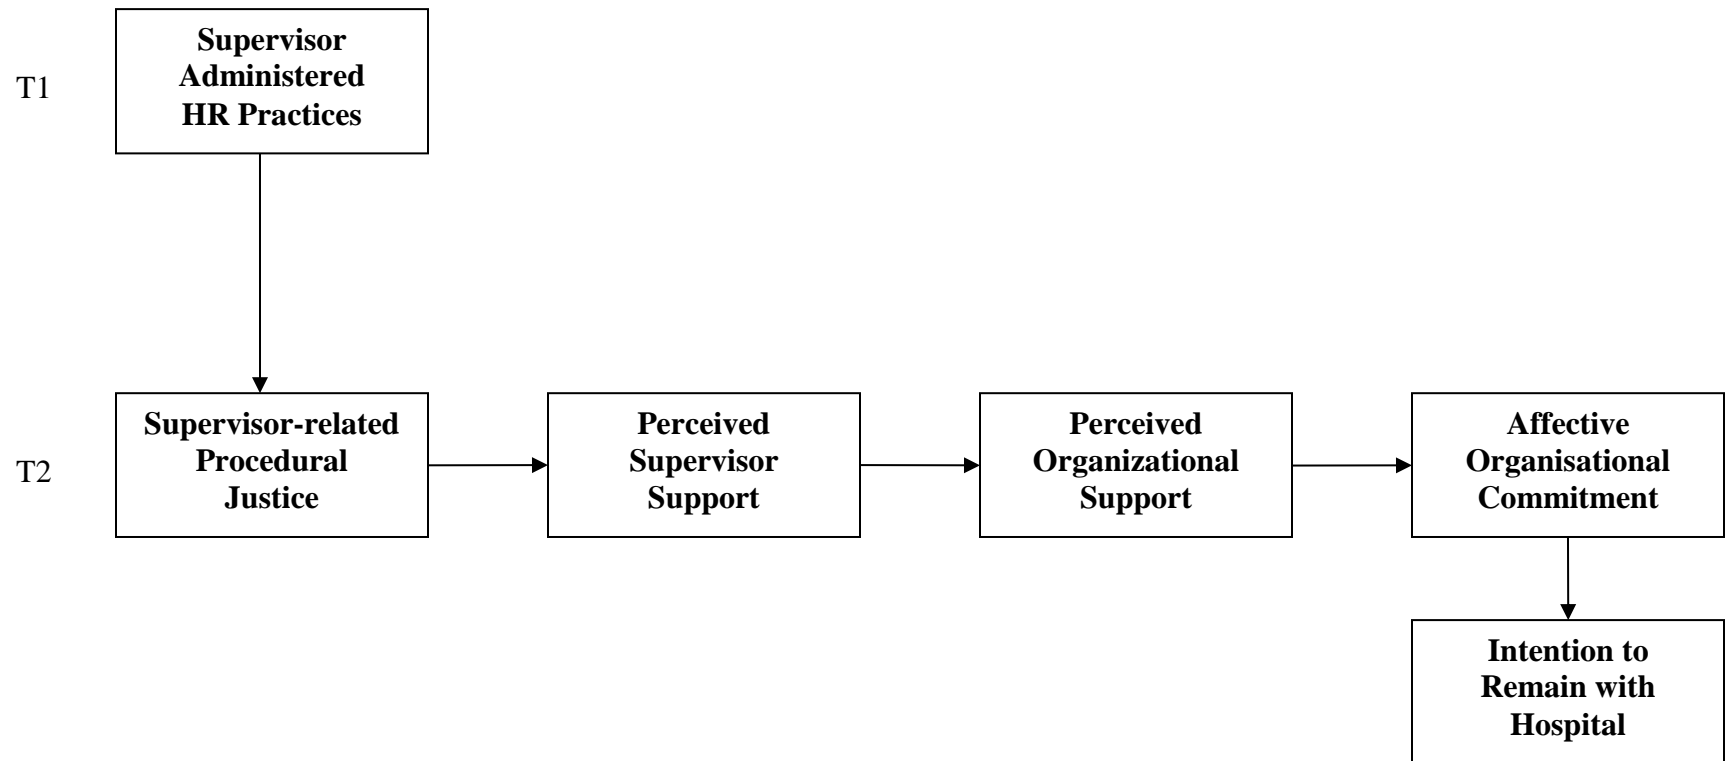 T1
Supervisor
Administered
HR Practices
T2
Supervisor-related
Procedural
Justice
Perceived
Supervisor
Support
Perceived
Organizational
Support
Affective
Organisational
Commitment
Intention to
Remain with
Hospital